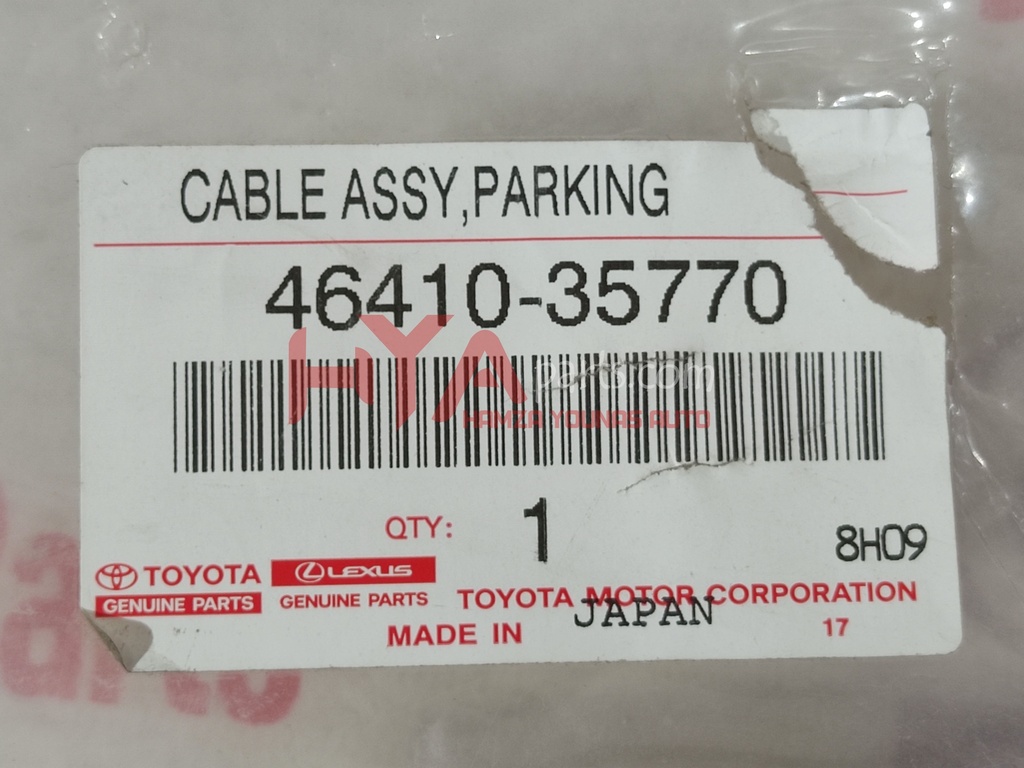 CABLE ASSY,PARKING
46410-35770
HYA parts.com
HAMZA YOUNAS AUTO
QTY: 1
8H09
TOYOTA
GENUINE PARTS
LEXUS
GENUINE PARTS
TOYOTA MOTOR CORPORATION
MADE IN JAPAN
17